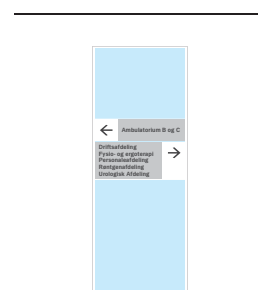 ← Ambulatorium B og C
Driftsafdeling
Fysio- og ergoterapi →
Personaleafdeling
Røntgenafdeling
Urologisk Afdeling